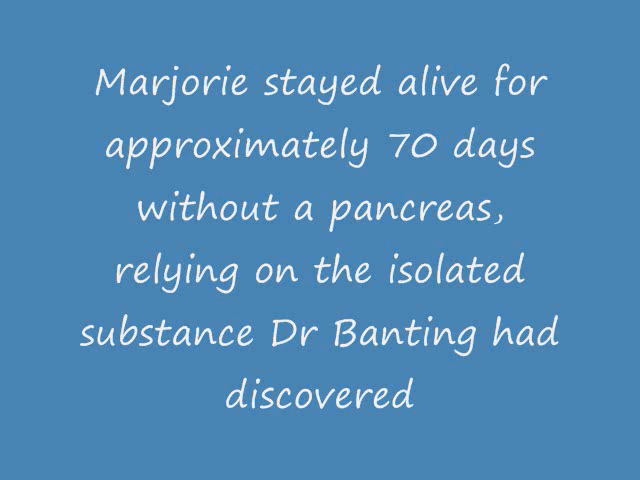 Marjorie stayed alive for
approximately 70 days
without a pancreas,
relying on the isolated
substance Dr Banting had
discovered